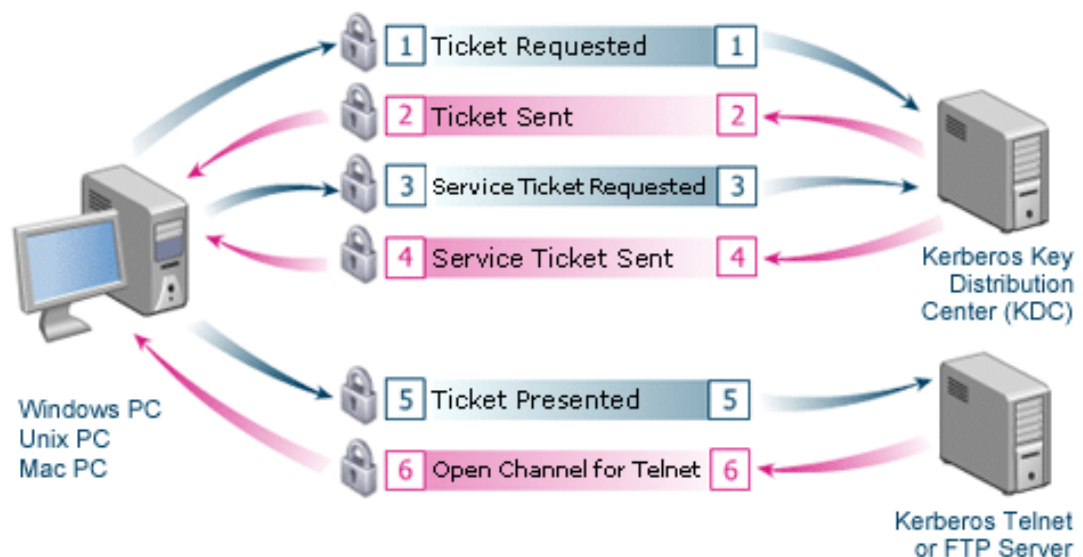 1 Ticket Requested 1
2 Ticket Sent 2
3 Service Ticket Requested 3
4 Service Ticket Sent 4
Kerberos Key
Distribution
Center (KDC)
5 Ticket Presented 5
6 Open Channel for Telnet 6
Windows PC
Unix PC
Mac PC
Kerberos Telnet
or FTP Server